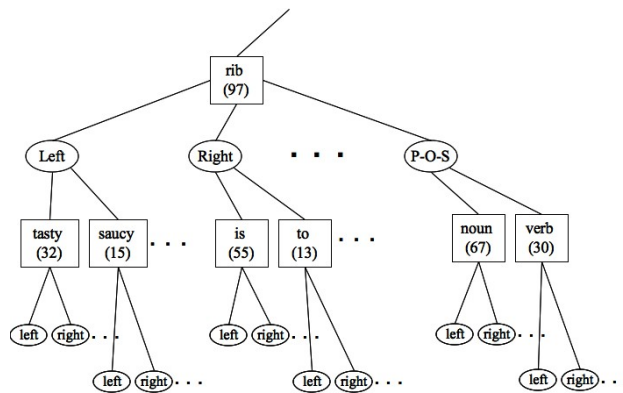 rib
(97)
Left
Right
. . .
P-O-S
tasty
(32)
saucy
(15)
. . .
is
(55)
to
(13)
. . .
noun
(67)
verb
(30)
left
right
. . .
left
right
. . .
left
right
. . .
left
right
. . .
left
right
. . .
left
right
. . .